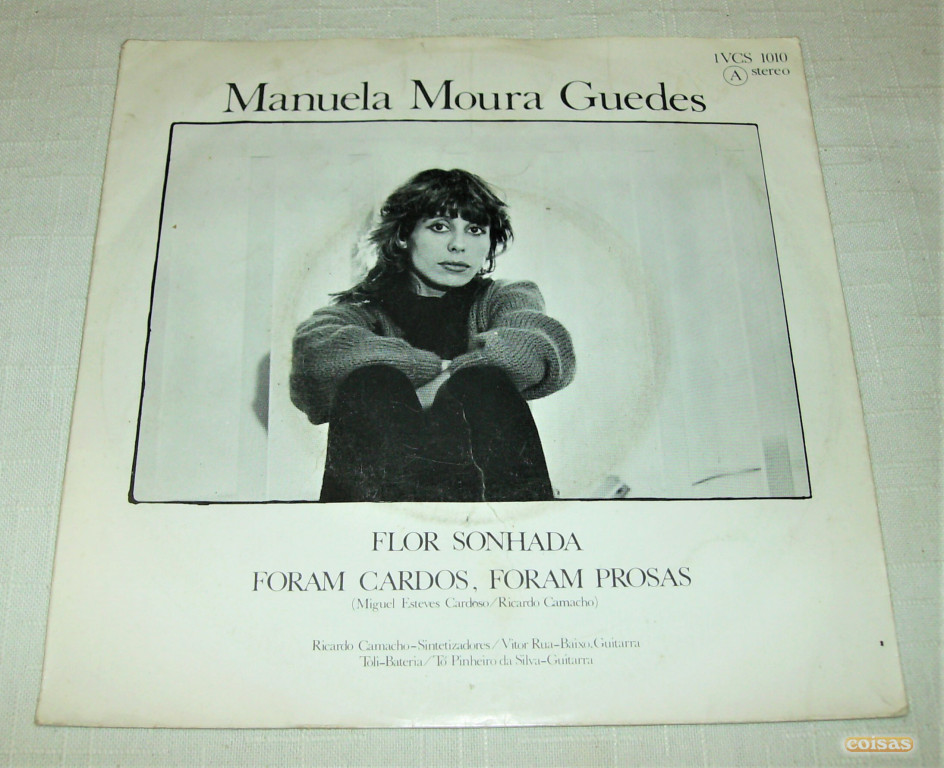 1VCS 1010
A stereo
Manuela Moura Guedes
FLOR SONHADA
FORAM CARDOS, FORAM PROSAS
(Miguel Esteves Cardoso/Ricardo Camacho)
Ricardo Camacho-Sintetizadores/Vitor Rua-Baixo, Guitarra
Tóli-Bateria/Tó Pinheiro da Silva-Guitarra
coisas